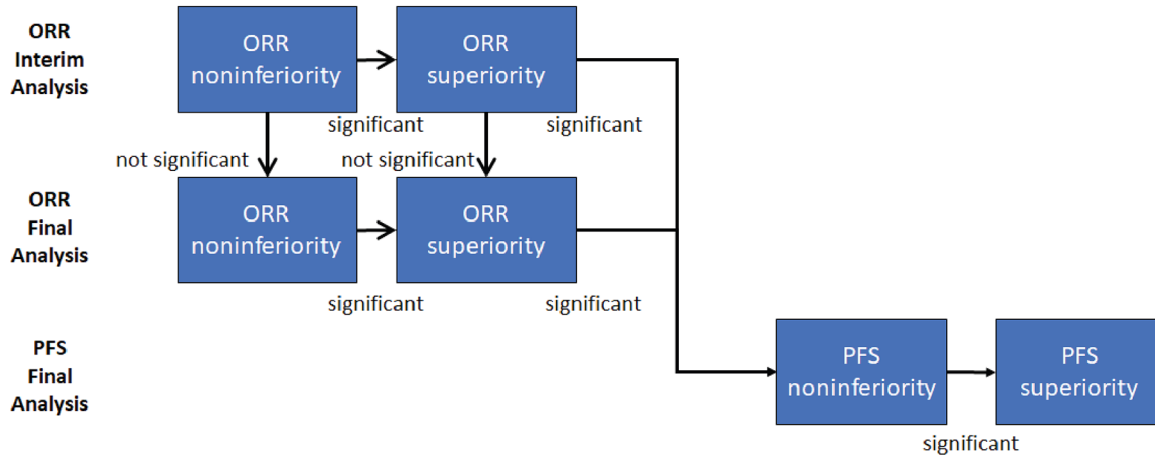 ORR
Interim
Analysis
ORR
noninferiority
ORR
superiority
significant
significant
not significant
not significant
ORR
Final
Analysis
ORR
noninferiority
ORR
superiority
significant
significant
PFS
Final
Analysis
PFS
noninferiority
PFS
superiority
significant